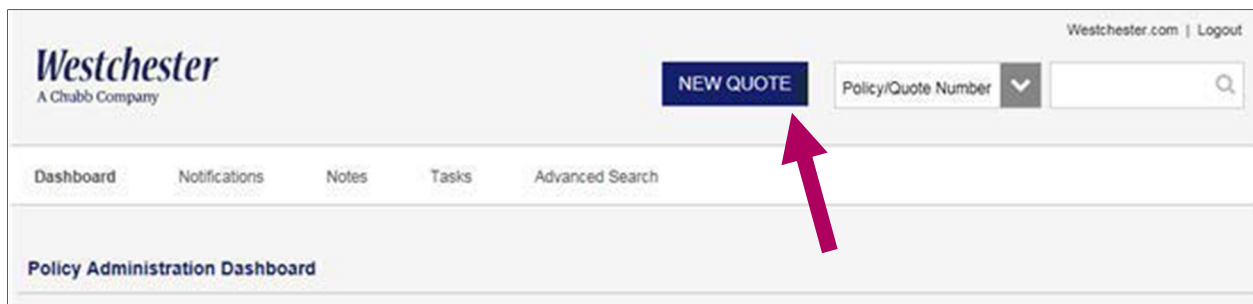 Westchester.com | Logout
Westchester
A Chubb Company
NEW QUOTE
Policy/Quote Number
Dashboard Notifications Notes Tasks Advanced Search
Policy Administration Dashboard